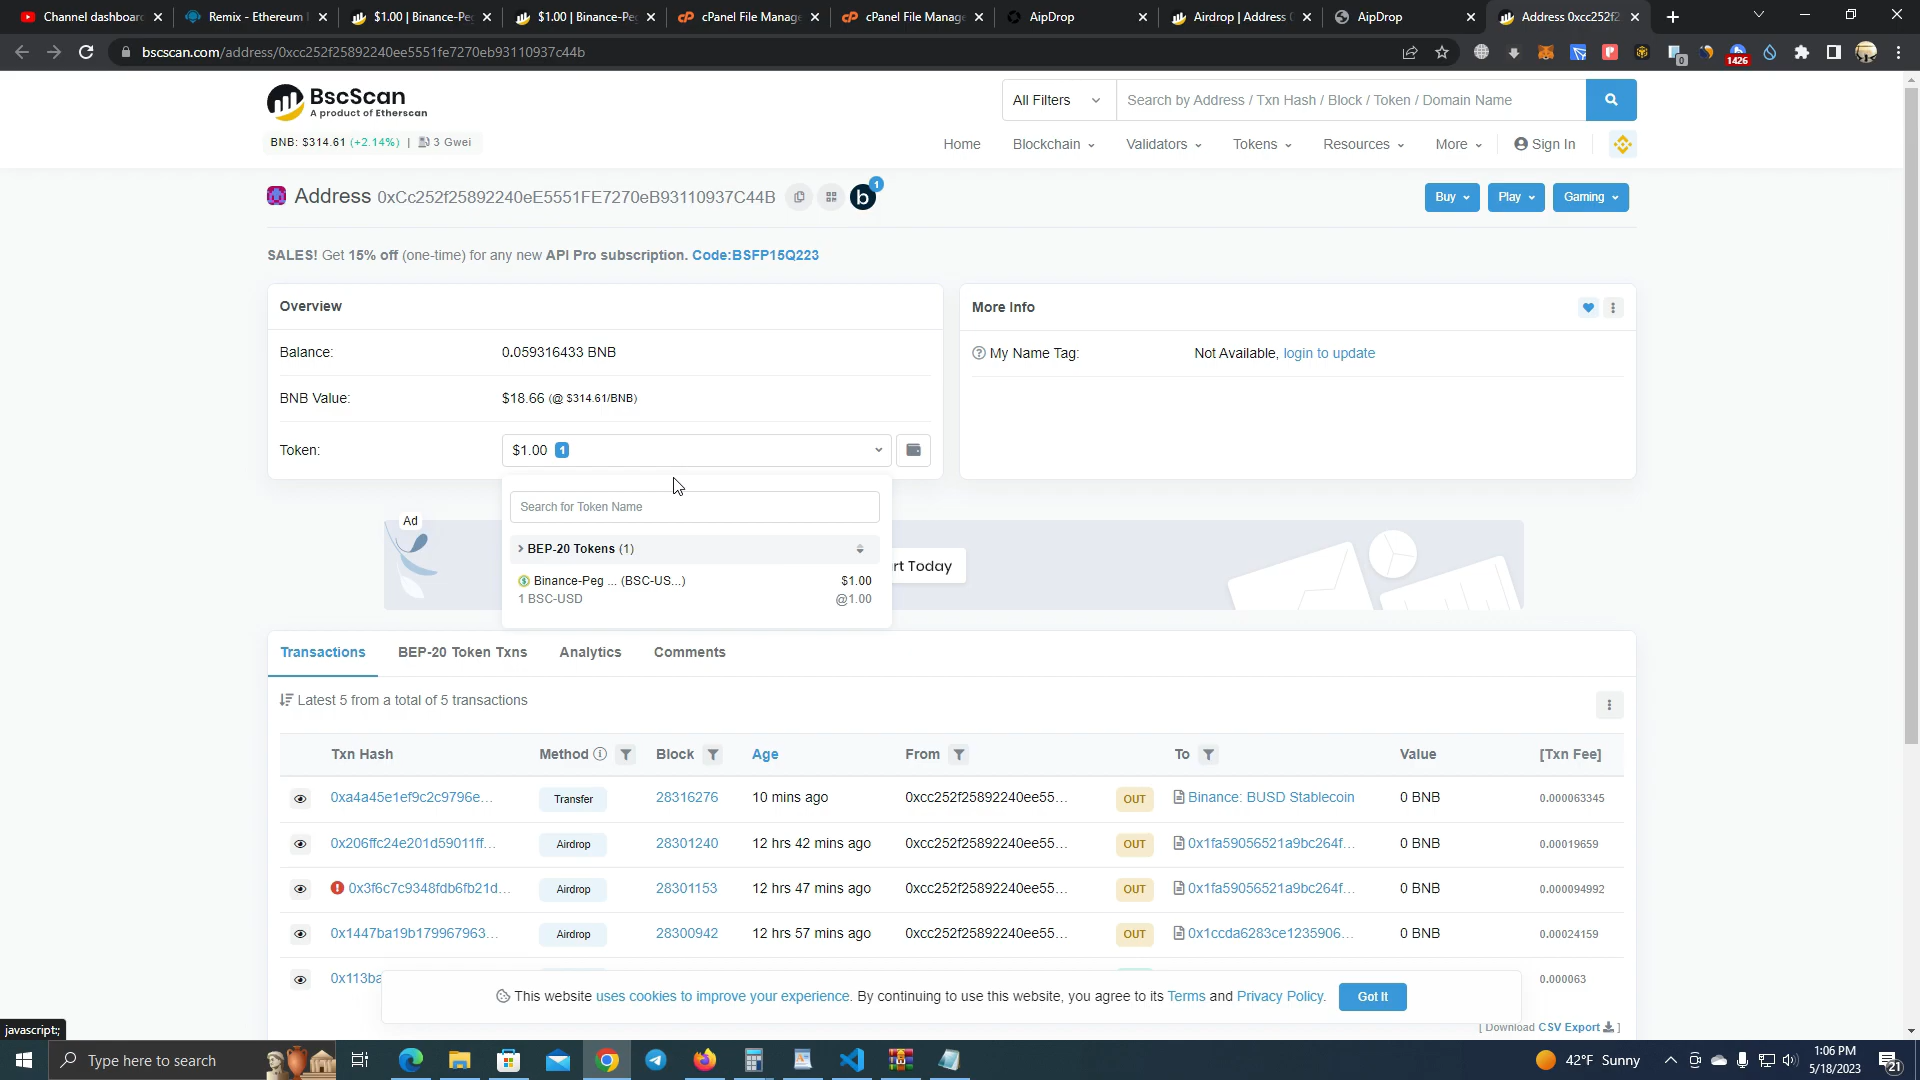 Channel dashboard
Remix - Ethereum
$1.00 | Binance-Pe
$1.00 | Binance-Pe
cPanel File Manage
cPanel File Manage
AipDrop
Airdrop | Address
AipDrop
Address 0xcc252f2
bscscan.com/address/0xcc252f25892240ee5551fe7270eb93110937c44b
0
1426
BscScan
A product of Etherscan
All Filters
Search by Address / Txn Hash / Block / Token / Domain Name
BNB: $314.61 (+2.14%) | 3 Gwei
Home
Blockchain
Validators
Tokens
Resources
More
Sign In
Address 0xCc252f25892240eE5551FE7270eB93110937C44B
b 1
Buy
Play
Gaming
SALES! Get 15% off (one-time) for any new API Pro subscription. Code:BSFP15Q223
Overview
Balance: 0.059316433 BNB
BNB Value: $18.66 (@ $314.61/BNB)
Token: $1.00 1
More Info
My Name Tag: Not Available, login to update
Search for Token Name
BEP-20 Tokens (1)
Binance-Peg ... (BSC-US...) $1.00
1 BSC-USD @1.00
Ad
rt Today
Transactions
BEP-20 Token Txns
Analytics
Comments
Latest 5 from a total of 5 transactions
Txn Hash Method Block Age From To Value [Txn Fee]
0xa4a45e1ef9c2c9796e... Transfer 28316276 10 mins ago 0xcc252f25892240ee55... OUT Binance: BUSD Stablecoin 0 BNB 0.000063345
0x206ffc24e201d59011ff... Airdrop 28301240 12 hrs 42 mins ago 0xcc252f25892240ee55... OUT 0x1fa59056521a9bc264f... 0 BNB 0.00019659
0x3f6c7c9348fdb6fb21d... Airdrop 28301153 12 hrs 47 mins ago 0xcc252f25892240ee55... OUT 0x1fa59056521a9bc264f... 0 BNB 0.000094992
0x1447ba19b179967963... Airdrop 28300942 12 hrs 57 mins ago 0xcc252f25892240ee55... OUT 0x1ccda6283ce1235906... 0 BNB 0.00024159
0x113ba 0.000063
This website uses cookies to improve your experience. By continuing to use this website, you agree to its Terms and Privacy Policy.
Got It
[ Download CSV Export ]
javascript:;
Type here to search
42°F Sunny
1:06 PM
5/18/2023
21